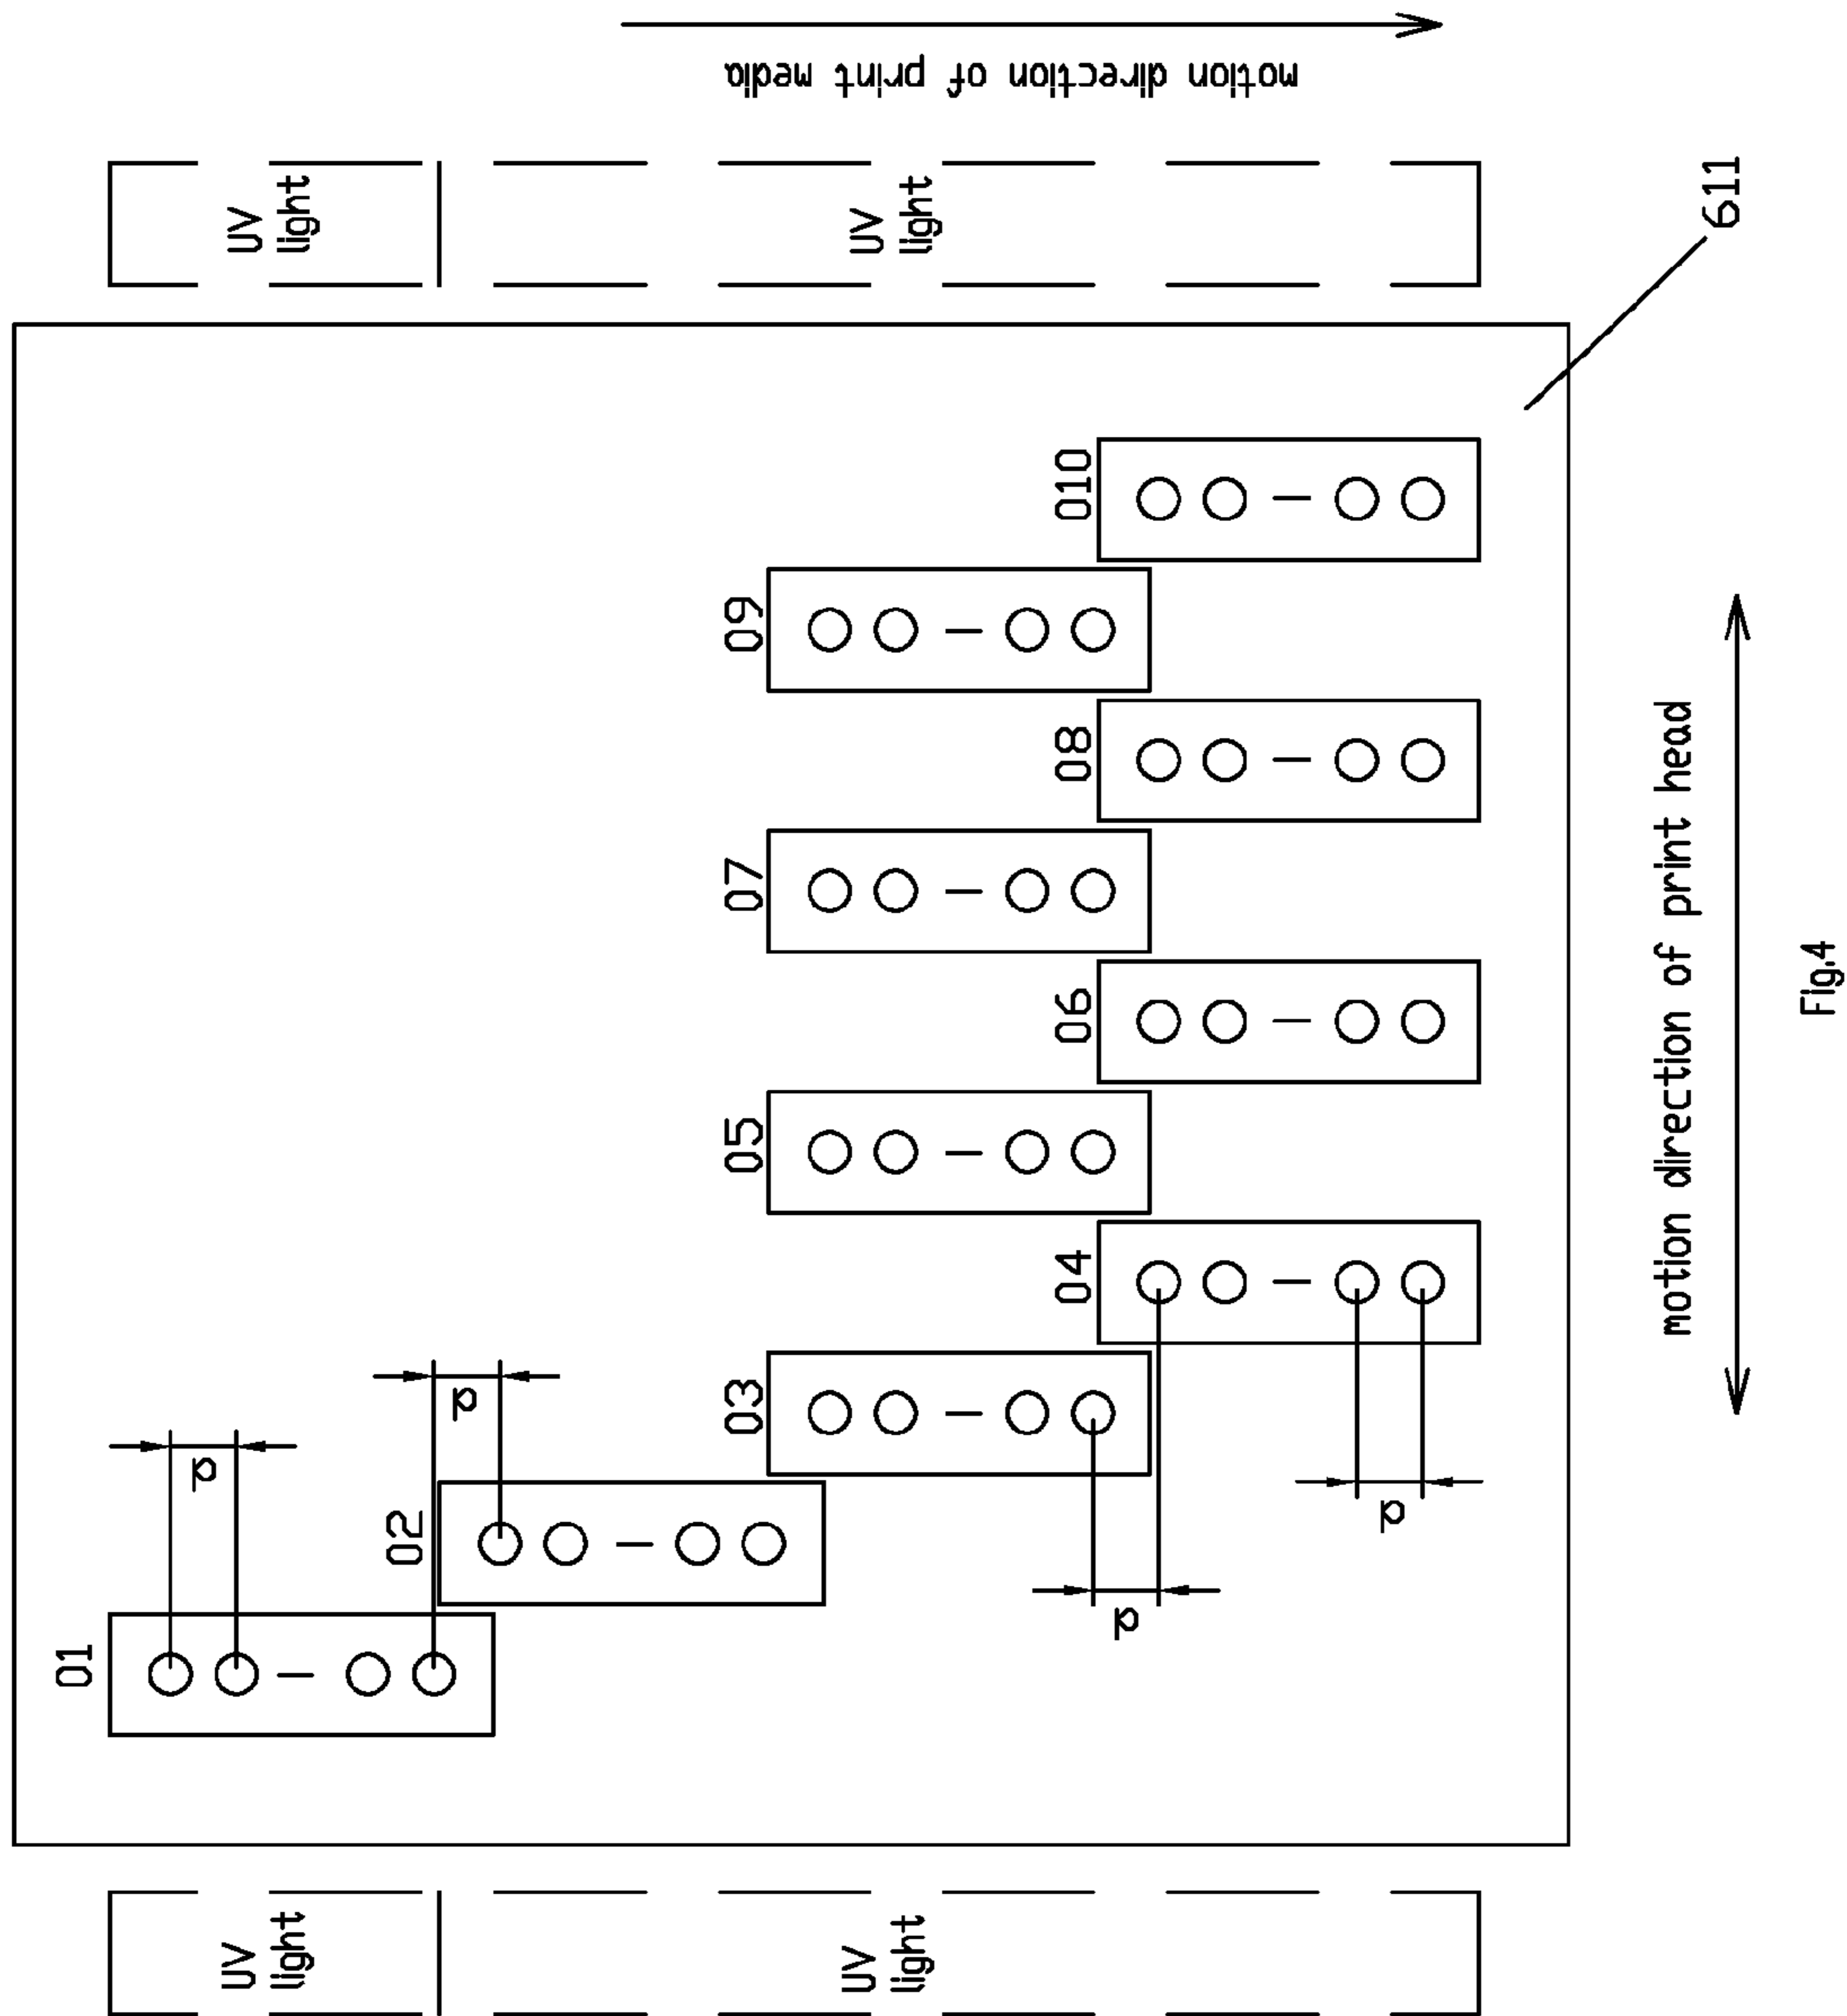 01
UV
light
UV
light
d
02
d
03
05
07
09
UV
light
UV
light
04
06
08
010
d
d
motion direction of print media
motion direction of print head
611
Fig.4